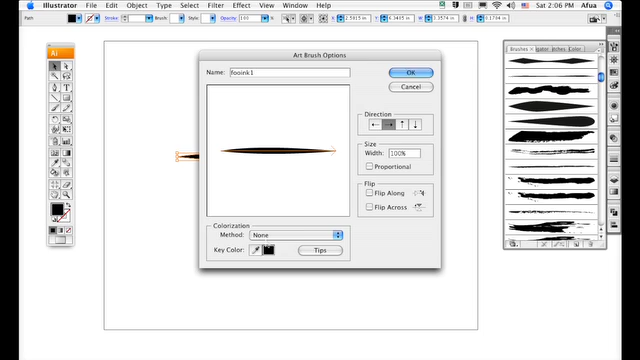 Illustrator File Edit Object Type Select Filter Effect View Window Help Sat 2:06 PM Afua
Path Stroke: Brush: Style: Opacity: 100 X: Y: W: H:
Ai
Art Brush Options
Name: fooink1
OK
Cancel
Direction
Size
Width: 100%
Proportional
Flip
Flip Along
Flip Across
Colorization
Method: None
Key Color:
Tips
Brushes
Color